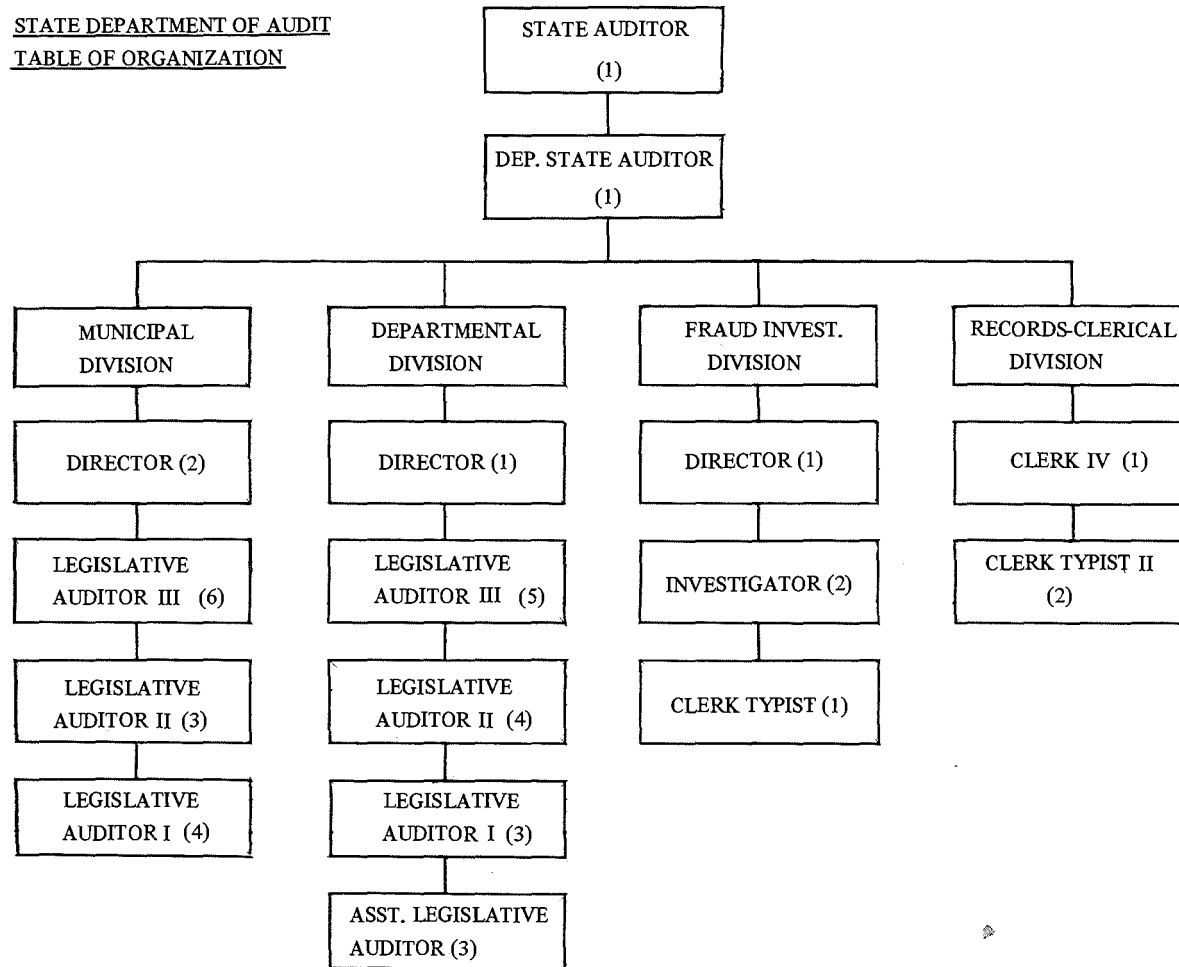 STATE DEPARTMENT OF AUDIT
TABLE OF ORGANIZATION
STATE AUDITOR
(1)
DEP. STATE AUDITOR
(1)
MUNICIPAL
DIVISION
DIRECTOR (2)
LEGISLATIVE
AUDITOR III (6)
LEGISLATIVE
AUDITOR II (3)
LEGISLATIVE
AUDITOR I (4)
DEPARTMENTAL
DIVISION
DIRECTOR (1)
LEGISLATIVE
AUDITOR III (5)
LEGISLATIVE
AUDITOR II (4)
LEGISLATIVE
AUDITOR I (3)
ASST. LEGISLATIVE
AUDITOR (3)
FRAUD INVEST.
DIVISION
DIRECTOR (1)
INVESTIGATOR (2)
CLERK TYPIST (1)
RECORDS-CLERICAL
DIVISION
CLERK IV (1)
CLERK TYPIST II
(2)